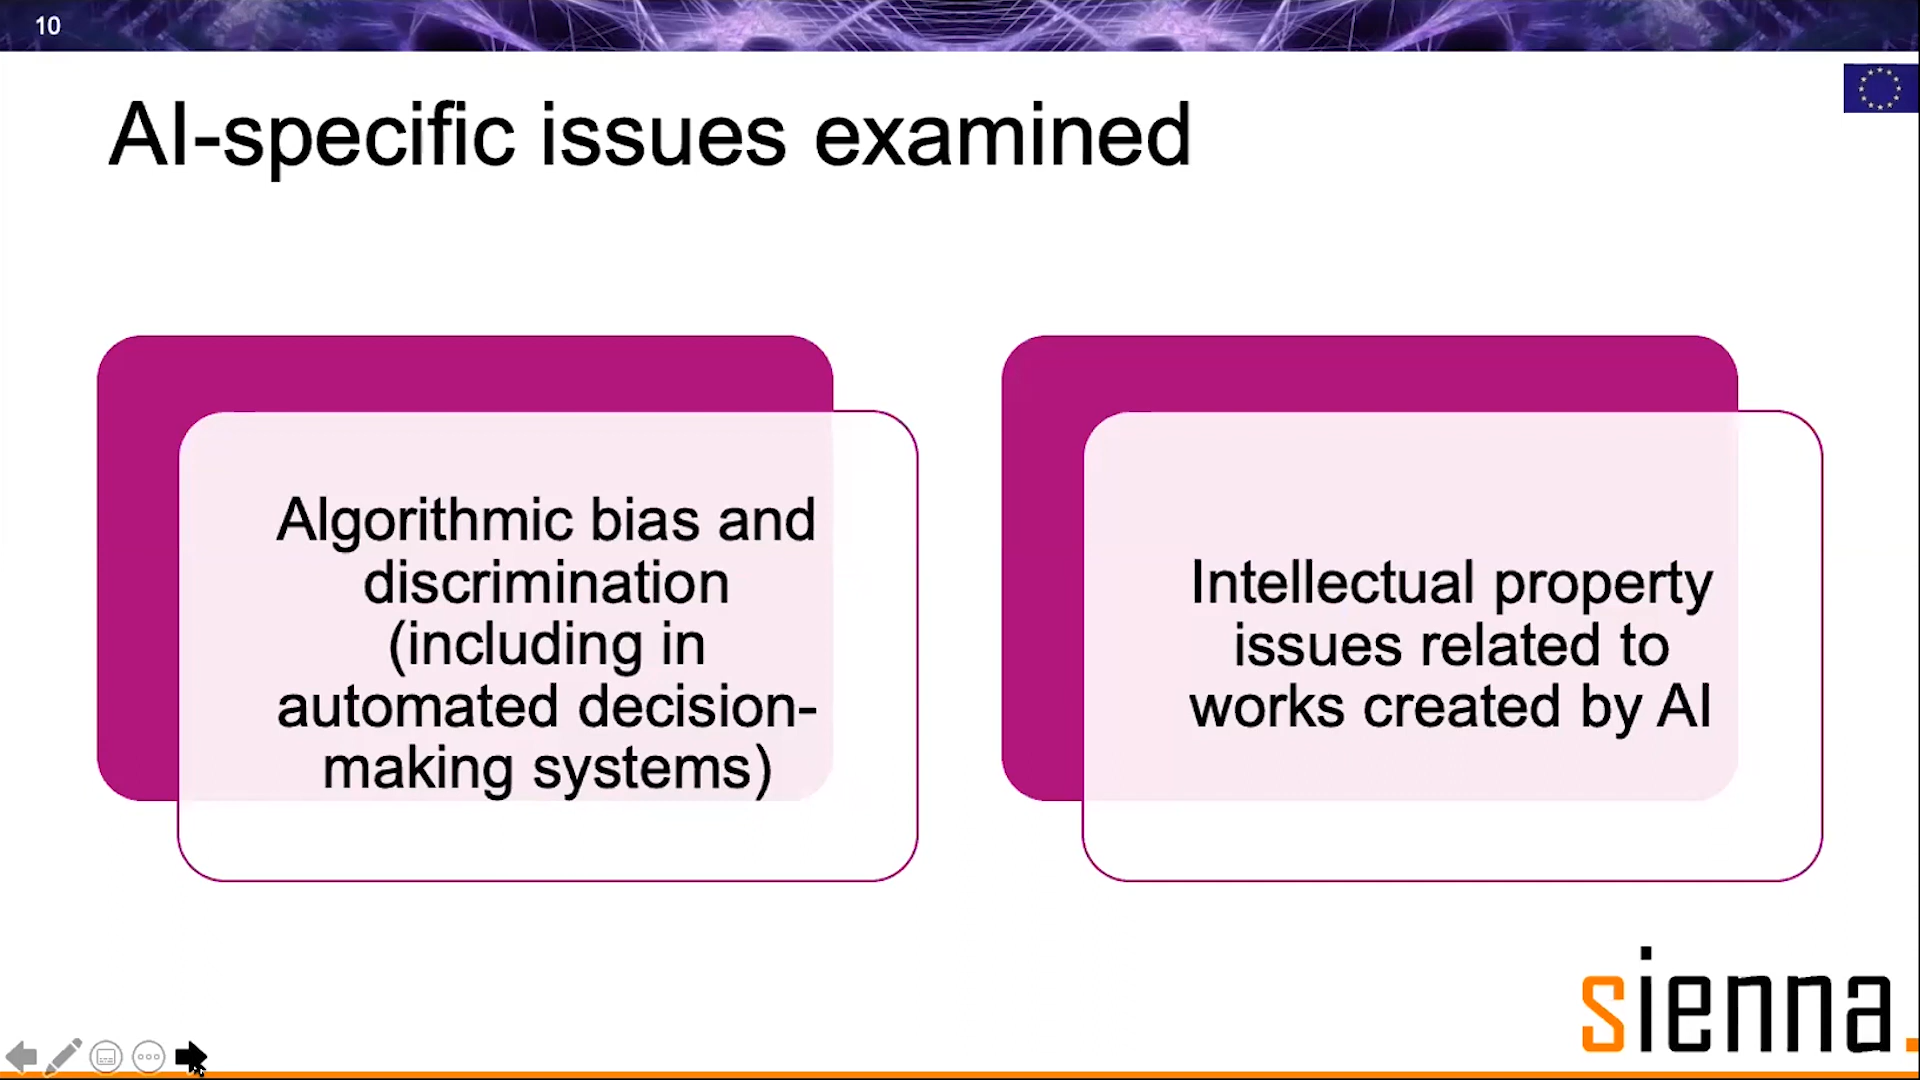 10
AI-specific issues examined
Algorithmic bias and
discrimination
(including in
automated decision-
making systems)
Intellectual property
issues related to
works created by AI
sienna.